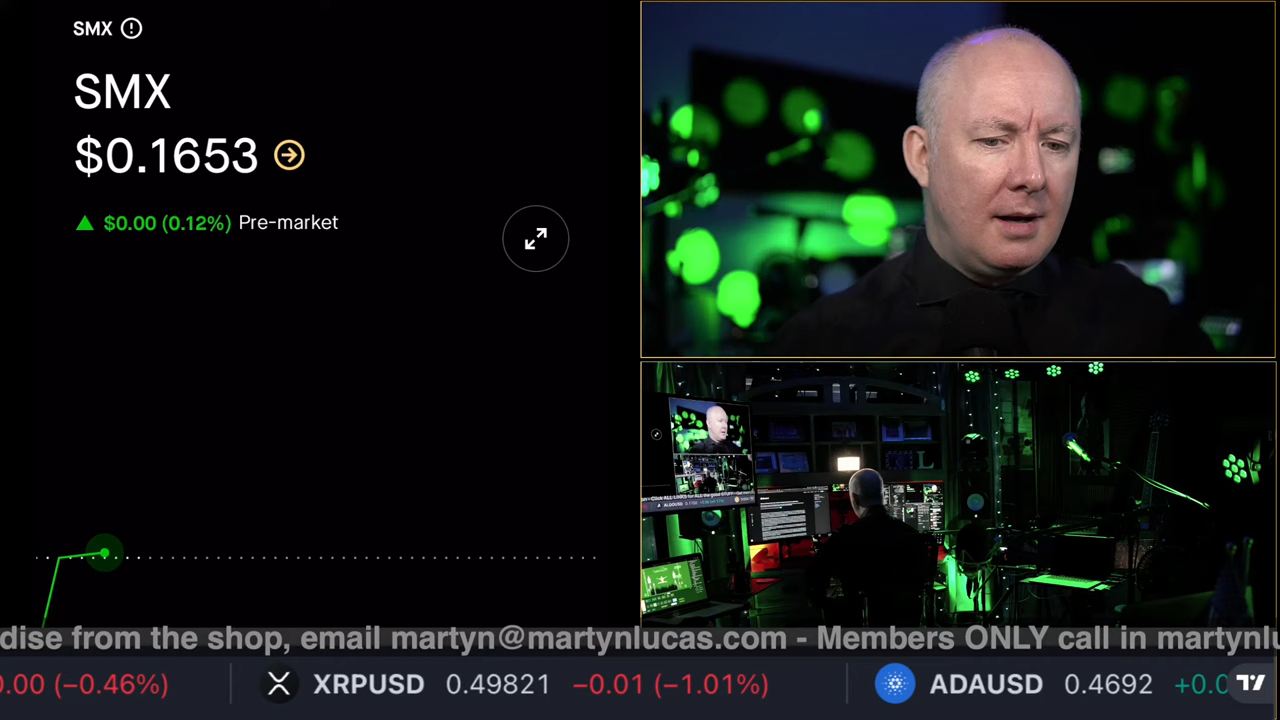 SMX
SMX
$0.1653
$0.00 (0.12%) Pre-market
dise from the shop, email martyn@martynlucas.com - Members ONLY call in martynlu
0.00 (−0.46%) XRPUSD 0.49821 −0.01 (−1.01%) ADAUSD 0.4692 +0.0